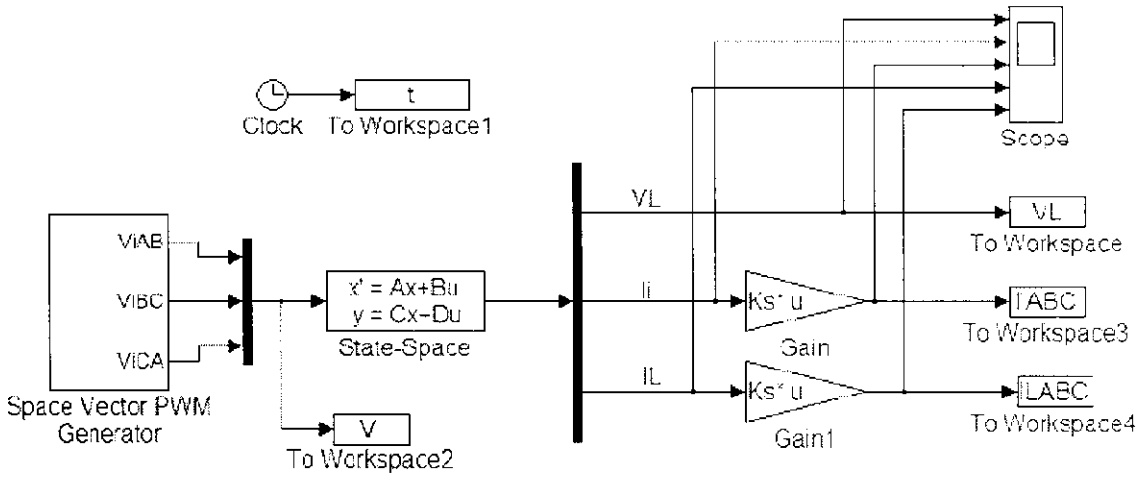 t
Clock
To Workspace1
Scope
VL
VL
To Workspace
ViAB
ViBC
ViCA
Space Vector PWM
Generator
x' = Ax+Bu
y = Cx-Du
State-Space
V
To Workspace2
Ii
Ks* u
Gain
To Workspace3
IL
Ks* u
Gain1
ILABC
To Workspace4